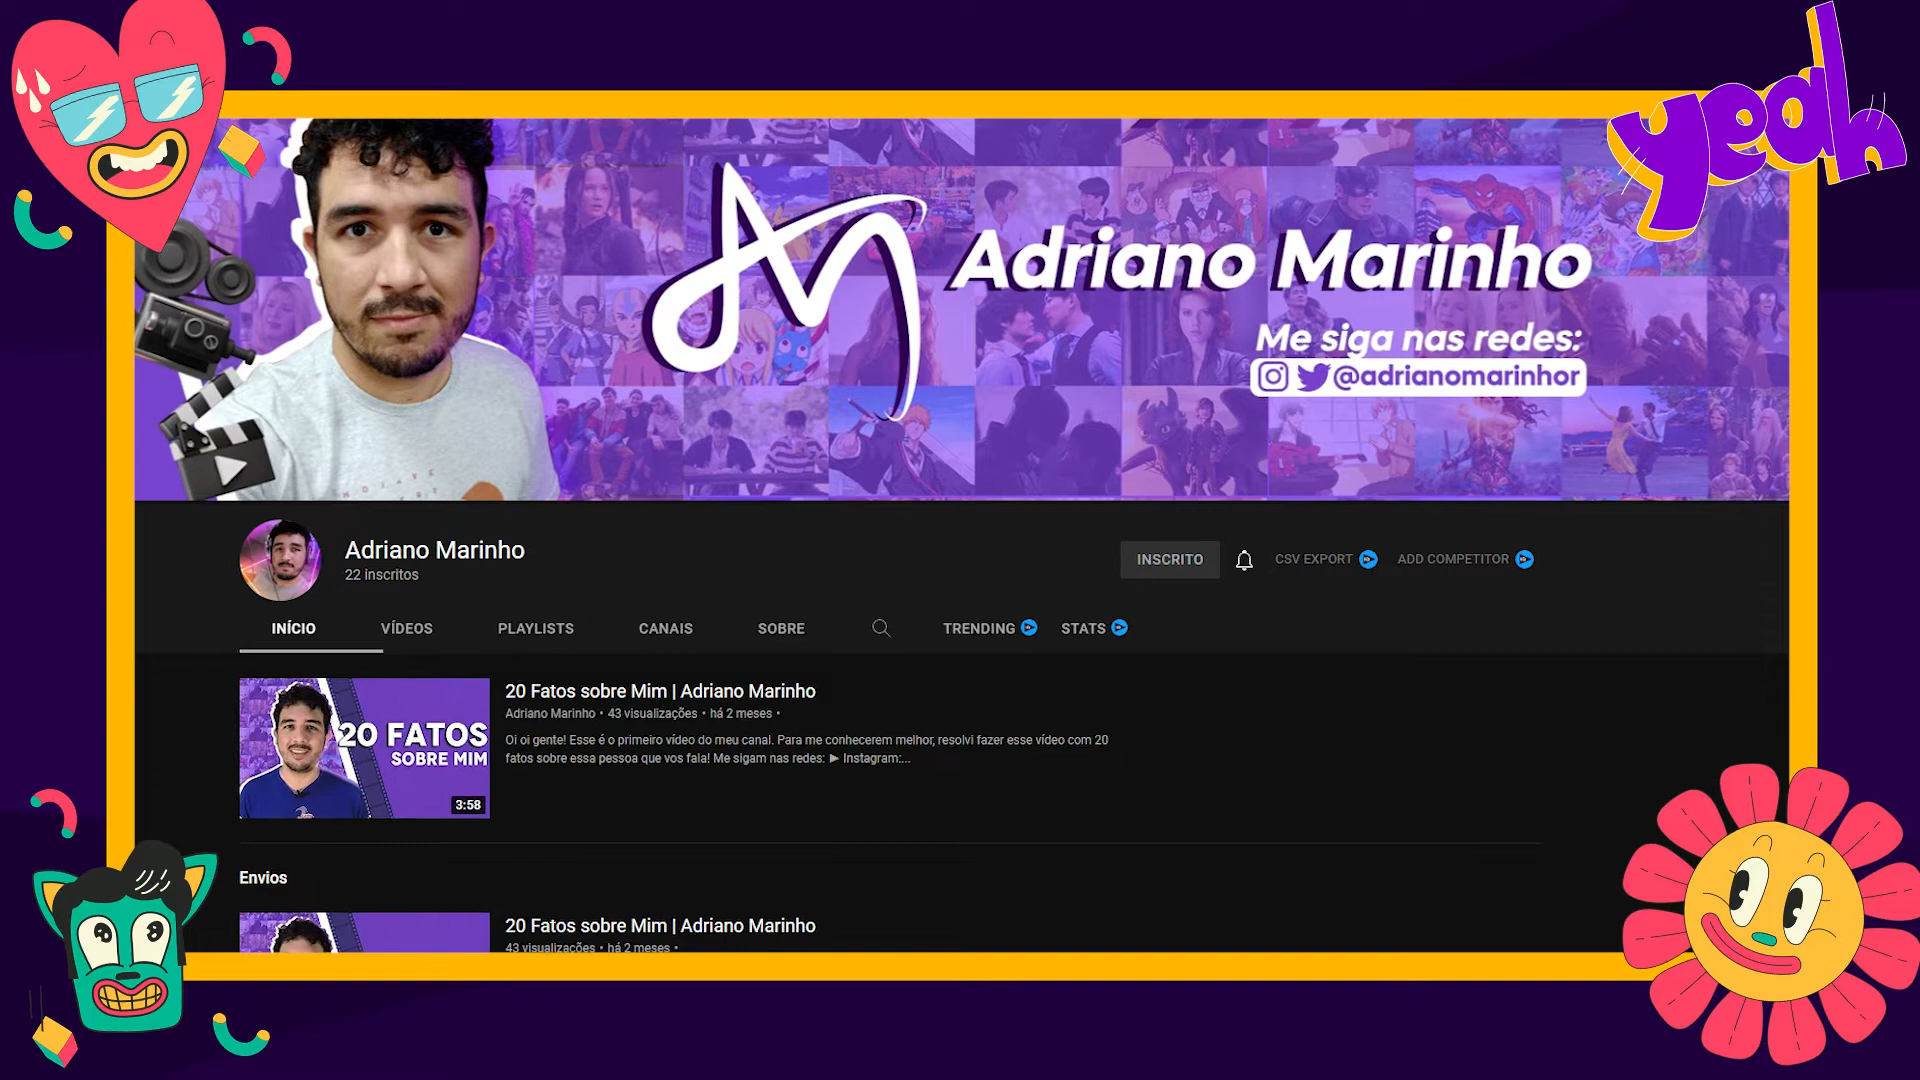 yeah
Adriano Marinho
Me siga nas redes:
@adrianomarinhor
Adriano Marinho
22 inscritos
INSCRITO
CSV EXPORT
ADD COMPETITOR
INÍCIO
VÍDEOS
PLAYLISTS
CANAIS
SOBRE
TRENDING
STATS
20 FATOS
SOBRE MIM
3:58
20 Fatos sobre Mim | Adriano Marinho
Adriano Marinho • 43 visualizações • há 2 meses •
Oi oi gente! Esse é o primeiro vídeo do meu canal. Para me conhecerem melhor, resolvi fazer esse vídeo com 20
fatos sobre essa pessoa que vos fala! Me sigam nas redes: ► Instagram:...
Envios
20 Fatos sobre Mim | Adriano Marinho
43 visualizações • há 2 meses •